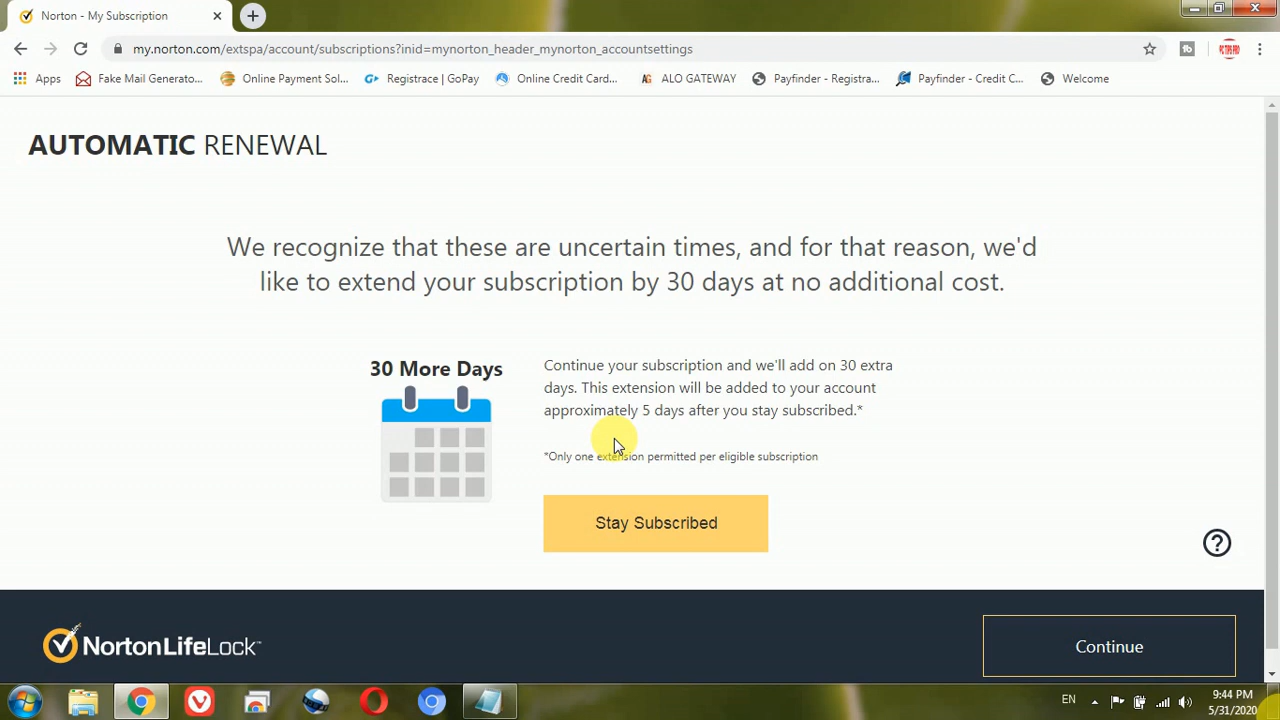 Norton - My Subscription
my.norton.com/extspa/account/subscriptions?inid=mynorton_header_mynorton_accountsettings
Apps Fake Mail Generato... Online Payment Sol... Registrace | GoPay Online Credit Card... ALO GATEWAY Payfinder - Registra... Payfinder - Credit C... Welcome
AUTOMATIC RENEWAL
We recognize that these are uncertain times, and for that reason, we'd
like to extend your subscription by 30 days at no additional cost.
30 More Days
Continue your subscription and we'll add on 30 extra
days. This extension will be added to your account
approximately 5 days after you stay subscribed.*
*Only one extension permitted per eligible subscription
Stay Subscribed
NortonLifeLock
Continue
EN
9:44 PM
5/31/2020